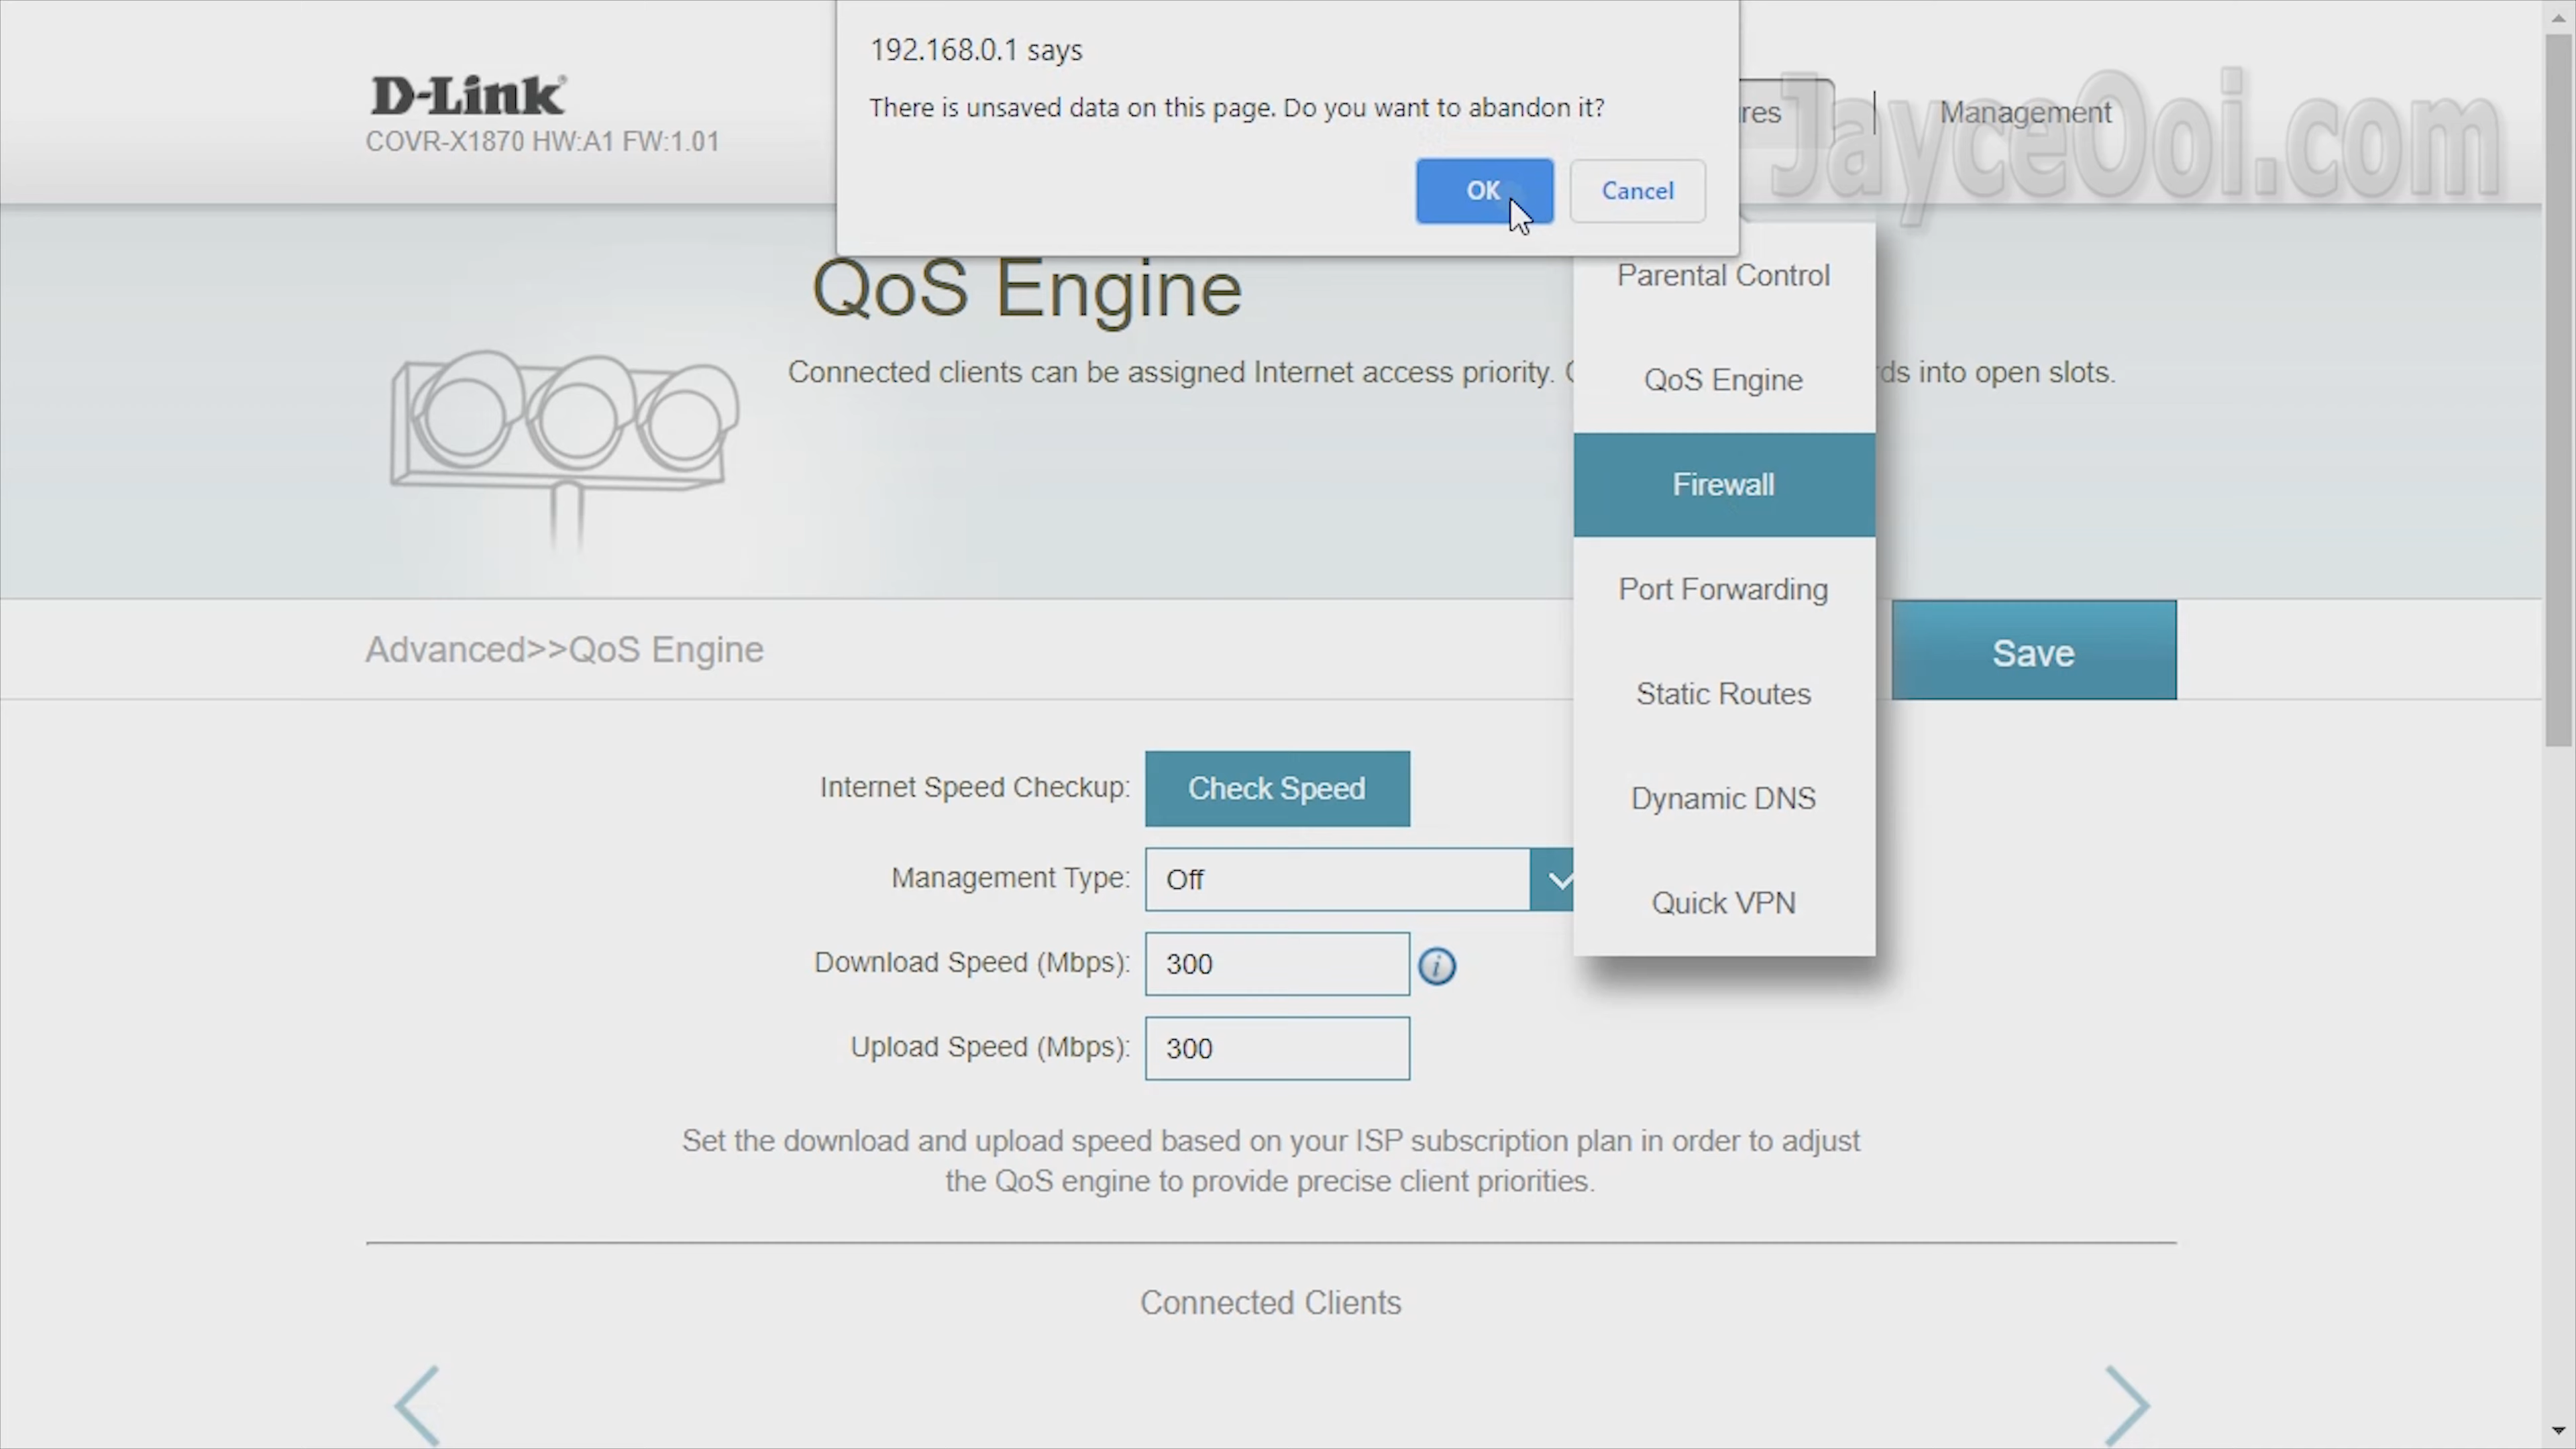 192.168.0.1 says
There is unsaved data on this page. Do you want to abandon it?
OK
Cancel
D-Link®
COVR-X1870 HW:A1 FW:1.01
res
Management
JayceOoi.com
QoS Engine
Connected clients can be assigned Internet access priority.
ds into open slots.
Parental Control
QoS Engine
Firewall
Port Forwarding
Static Routes
Dynamic DNS
Quick VPN
Advanced>>QoS Engine
Save
Internet Speed Checkup:
Check Speed
Management Type:
Off
Download Speed (Mbps):
300
i
Upload Speed (Mbps):
300
Set the download and upload speed based on your ISP subscription plan in order to adjust
the QoS engine to provide precise client priorities.
Connected Clients